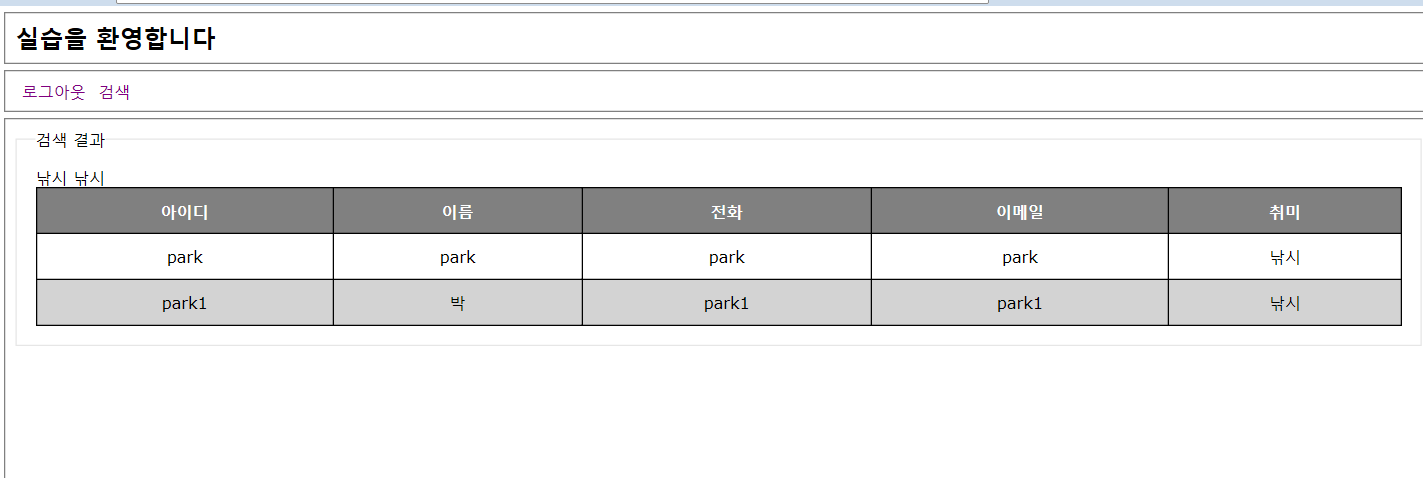 실습을 환영합니다
로그아웃 검색
검색 결과
낚시 낚시
아이디 이름 전화 이메일 취미
park park park park 낚시
park1 박 park1 park1 낚시